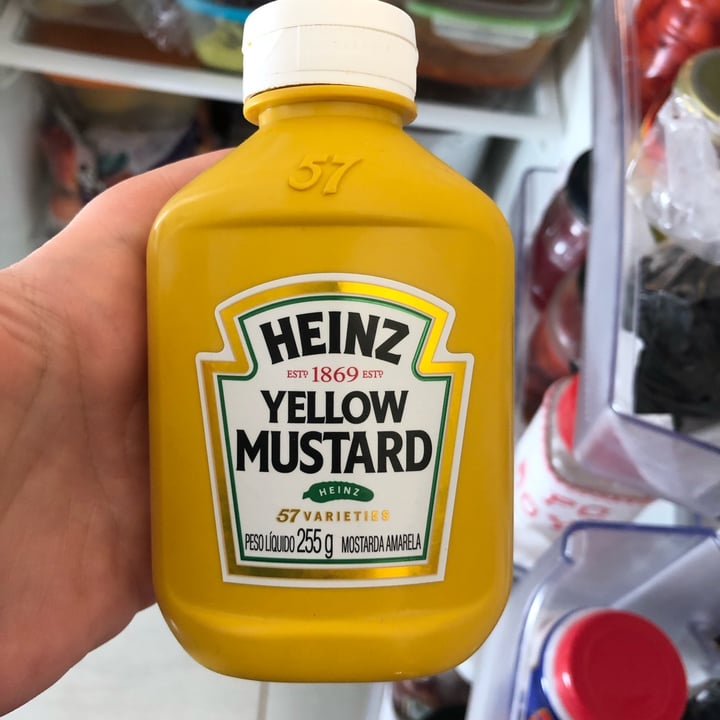 57
HEINZ
ESTD 1869 ESTD
YELLOW
MUSTARD
HEINZ
57 VARIETIES
PESO LÍQUIDO 255 g MOSTARDA AMARELA